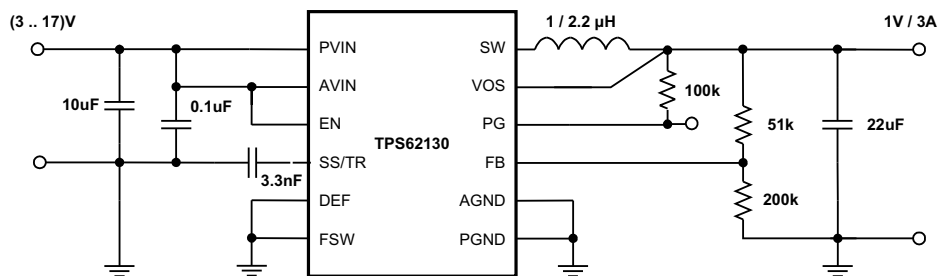 (3 .. 17)V
1 / 2.2 µH
1V / 3A
PVIN
SW
AVIN
VOS
10uF
0.1uF
100k
EN
PG
51k
22uF
TPS62130
SS/TR
FB
3.3nF
DEF
AGND
200k
FSW
PGND